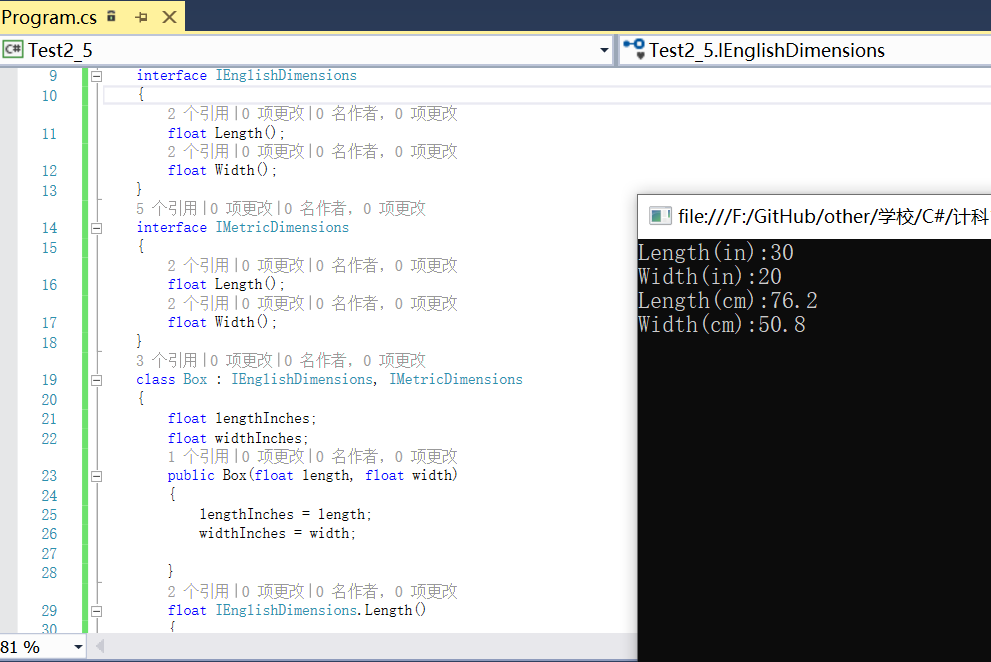 Program.cs
C# Test2_5
Test2_5.IEnglishDimensions
9 interface IEnglishDimensions
10 {
2 个引用|0 项更改|0 名作者, 0 项更改
11 float Length();
2 个引用|0 项更改|0 名作者, 0 项更改
12 float Width();
13 }
5 个引用|0 项更改|0 名作者, 0 项更改
14 interface IMetricDimensions
15 {
2 个引用|0 项更改|0 名作者, 0 项更改
16 float Length();
2 个引用|0 项更改|0 名作者, 0 项更改
17 float Width();
18 }
3 个引用|0 项更改|0 名作者, 0 项更改
19 class Box : IEnglishDimensions, IMetricDimensions
20 {
21 float lengthInches;
22 float widthInches;
1 个引用|0 项更改|0 名作者, 0 项更改
23 public Box(float length, float width)
24 {
25 lengthInches = length;
26 widthInches = width;
27
28 }
2 个引用|0 项更改|0 名作者, 0 项更改
29 float IEnglishDimensions.Length()
30 {
81 %
file:///F:/GitHub/other/学校/C#/计科
Length(in):30
Width(in):20
Length(cm):76.2
Width(cm):50.8